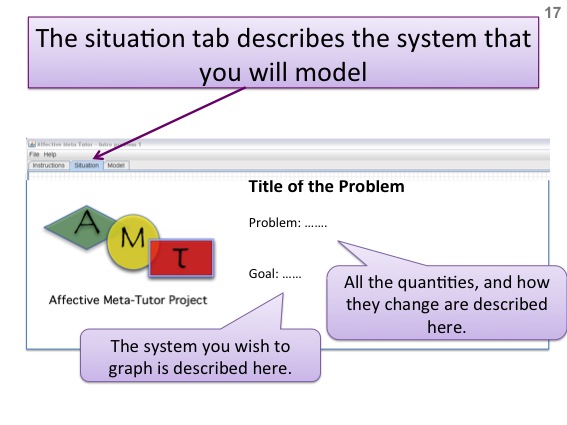 17
The situation tab describes the system that
you will model
Affective Meta Tutor - Intro problem 1
File Help
Instructions Situation Model
Title of the Problem
Problem: .......
A
M
T
Goal: ......
All the quantities, and how
they change are described
here.
Affective Meta-Tutor Project
The system you wish to
graph is described here.